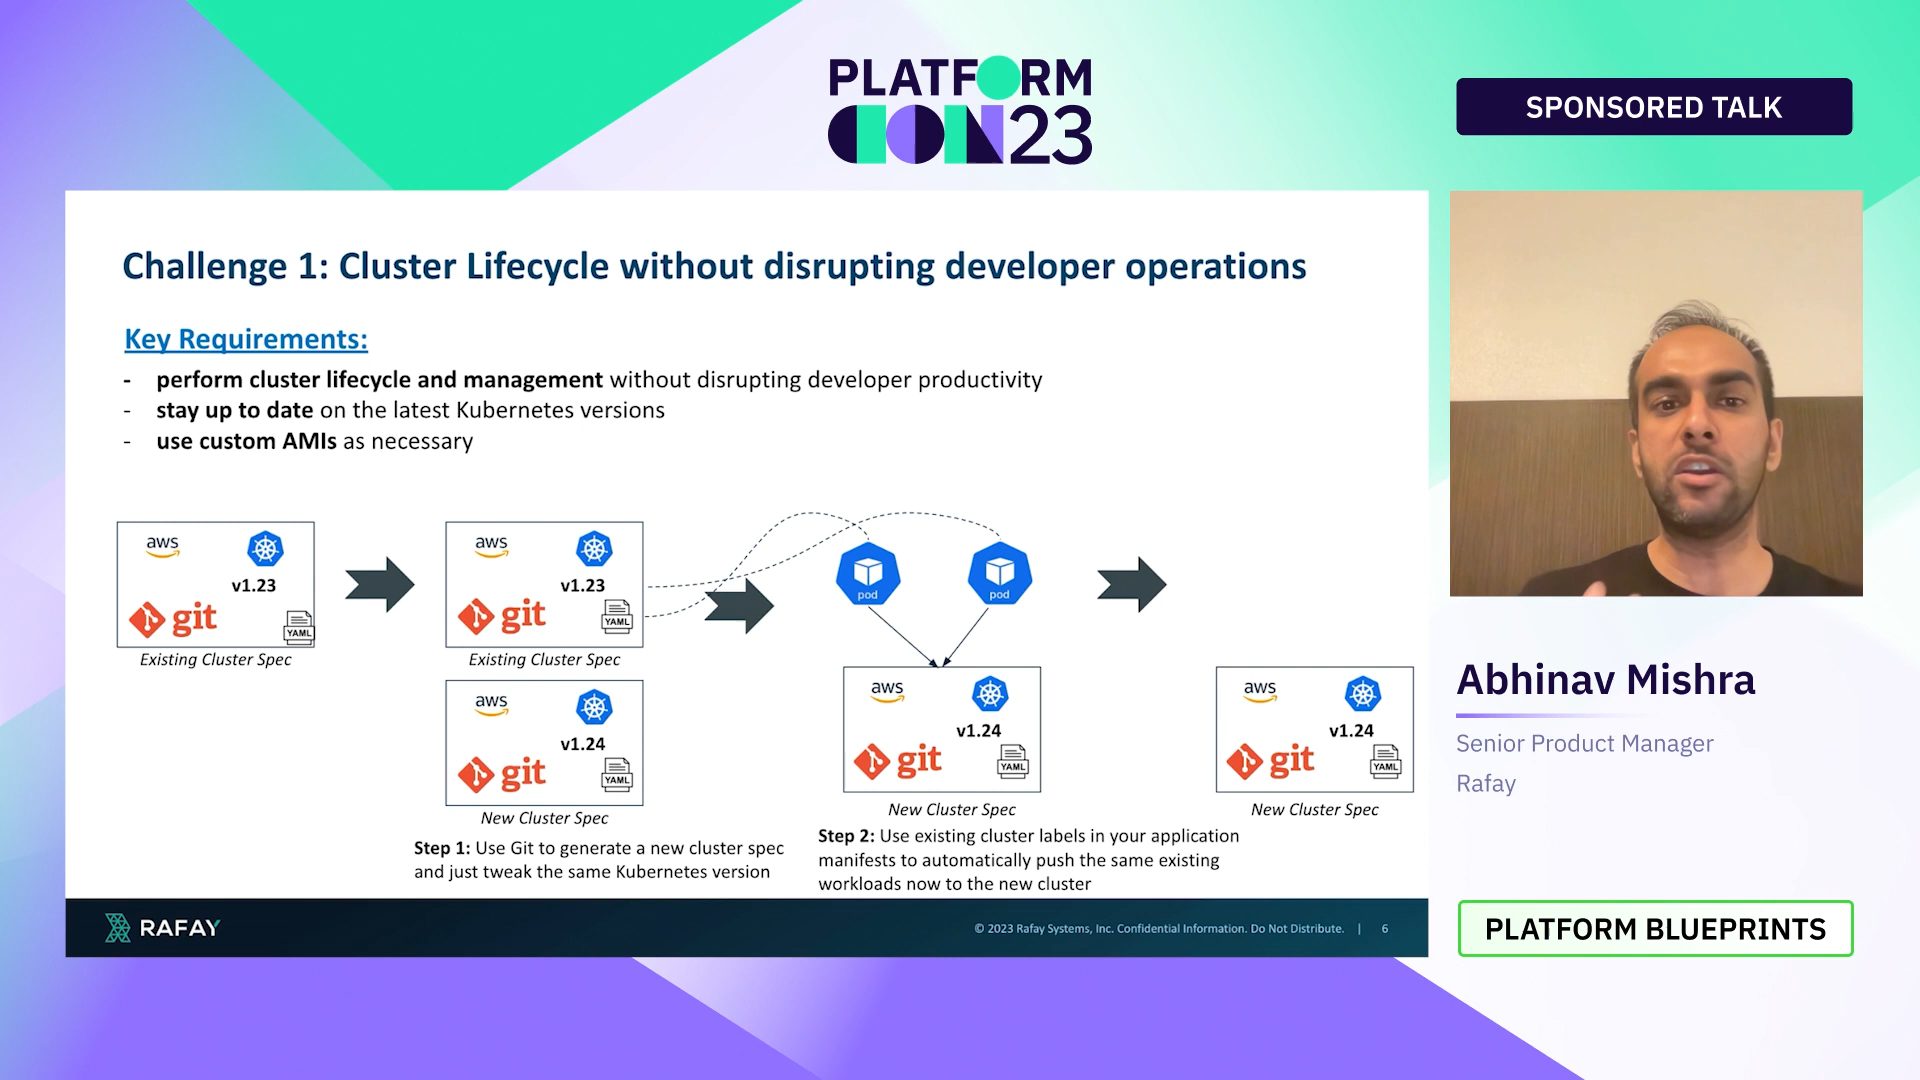 PLATFORM
CON23
SPONSORED TALK
Challenge 1: Cluster Lifecycle without disrupting developer operations
Key Requirements:
- perform cluster lifecycle and management without disrupting developer productivity
- stay up to date on the latest Kubernetes versions
- use custom AMIs as necessary
aws
v1.23
git
YAML
Existing Cluster Spec
aws
v1.23
git
YAML
Existing Cluster Spec
aws
v1.24
git
YAML
New Cluster Spec
Step 1: Use Git to generate a new cluster spec
and just tweak the same Kubernetes version
pod
pod
aws
v1.24
git
YAML
New Cluster Spec
Step 2: Use existing cluster labels in your application
manifests to automatically push the same existing
workloads now to the new cluster
aws
v1.24
git
YAML
New Cluster Spec
RAFAY
© 2023 Rafay Systems, Inc. Confidential Information. Do Not Distribute. | 6
Abhinav Mishra
Senior Product Manager
Rafay
PLATFORM BLUEPRINTS